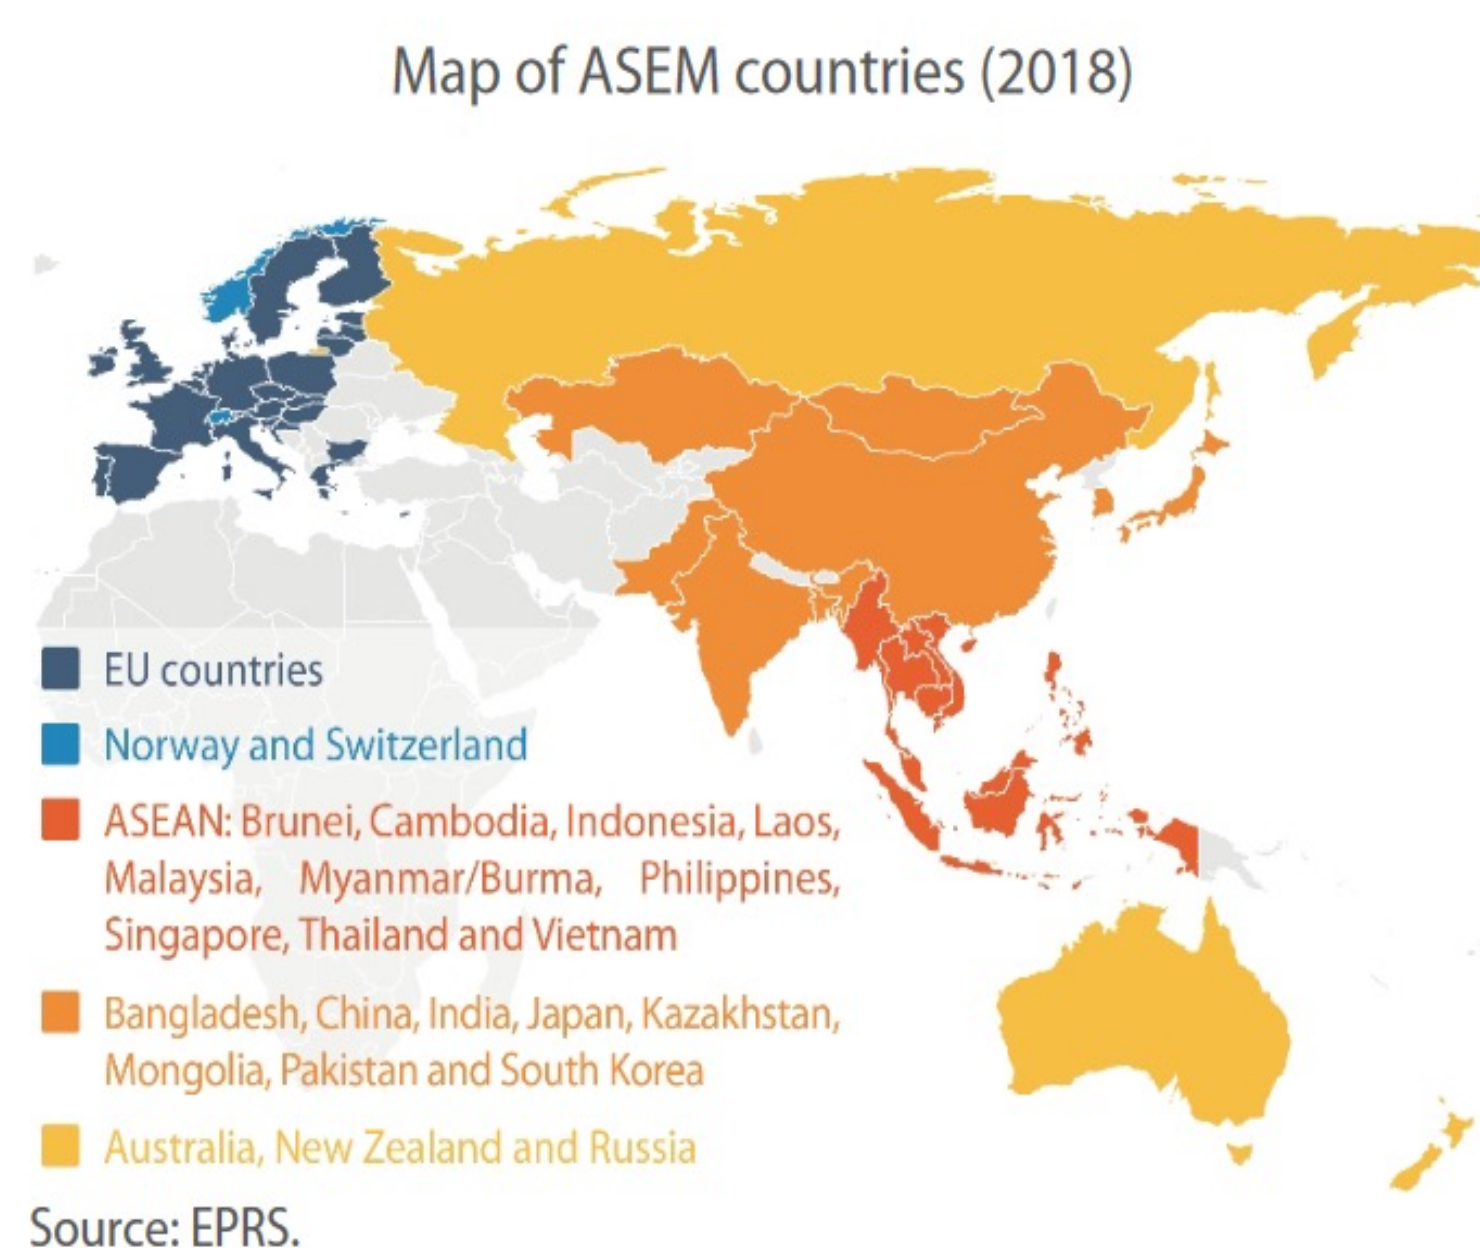 Map of ASEM countries (2018)
EU countries
Norway and Switzerland
ASEAN: Brunei, Cambodia, Indonesia, Laos,
Malaysia, Myanmar/Burma, Philippines,
Singapore, Thailand and Vietnam
Bangladesh, China, India, Japan, Kazakhstan,
Mongolia, Pakistan and South Korea
Australia, New Zealand and Russia
Source: EPRS.